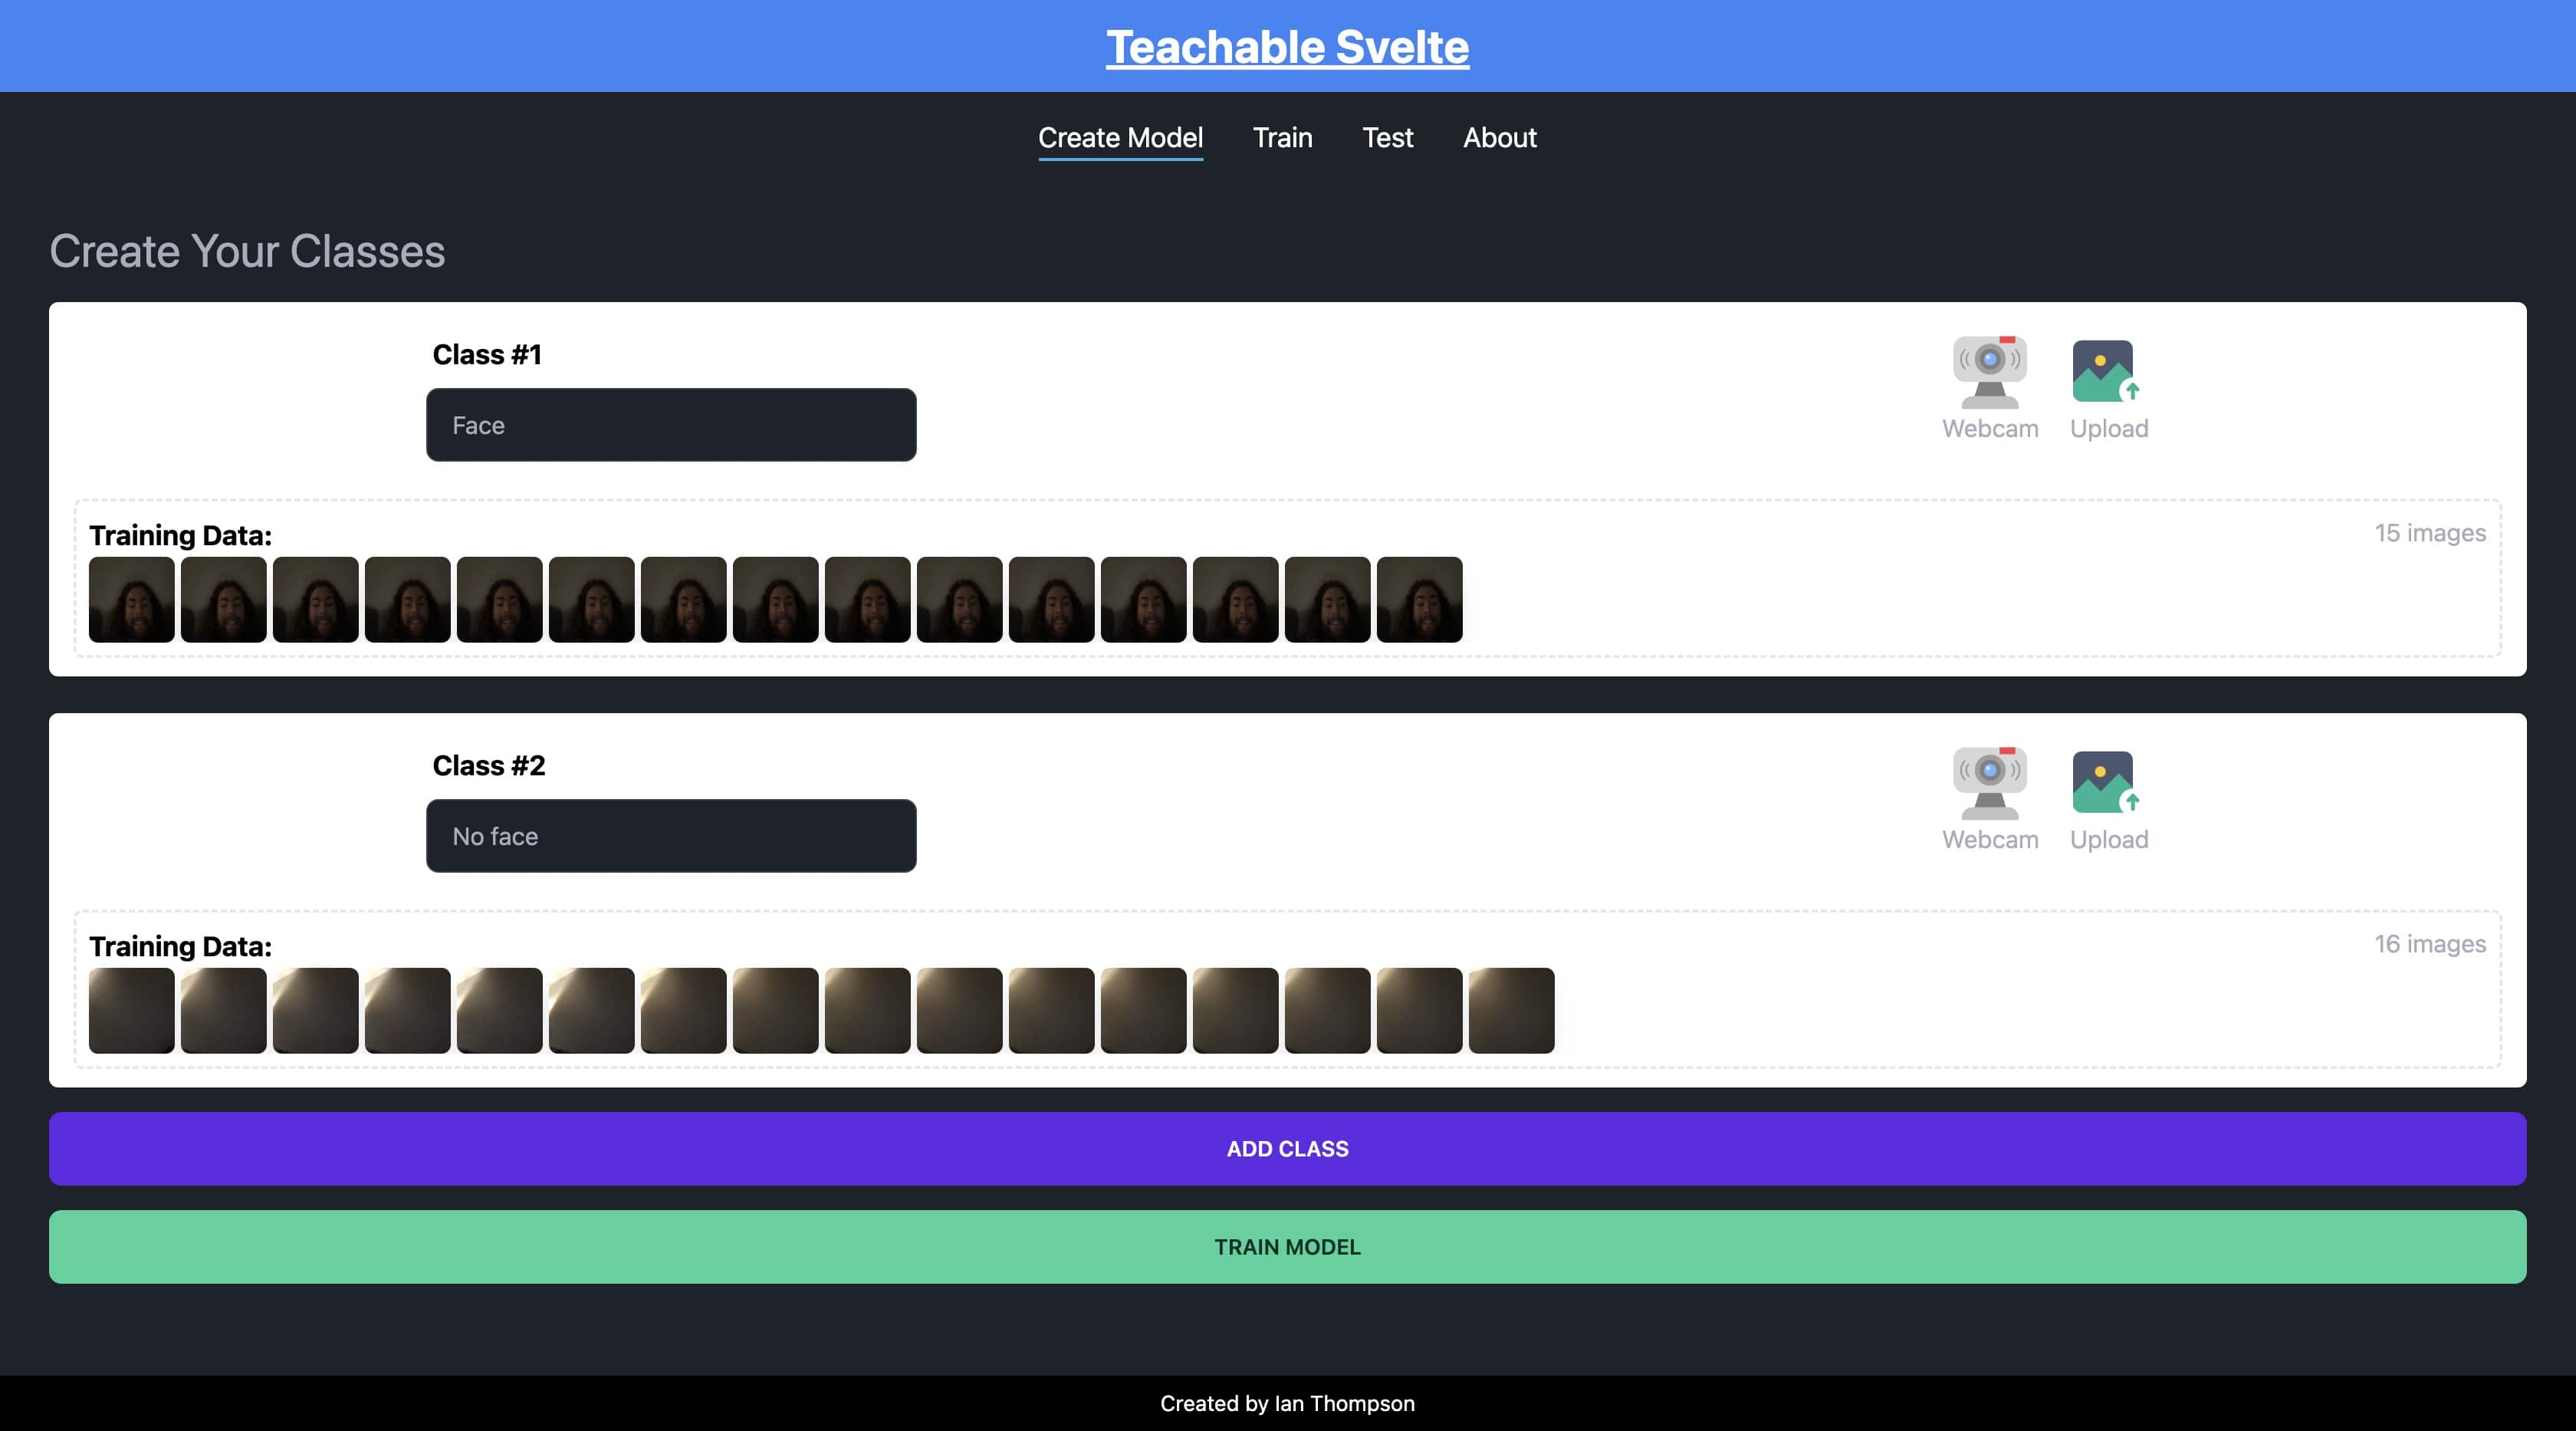 Teachable Svelte
Create Model Train Test About
Create Your Classes
Class #1
Face
Webcam Upload
Training Data:
15 images
Class #2
No face
Webcam Upload
Training Data:
16 images
ADD CLASS
TRAIN MODEL
Created by Ian Thompson